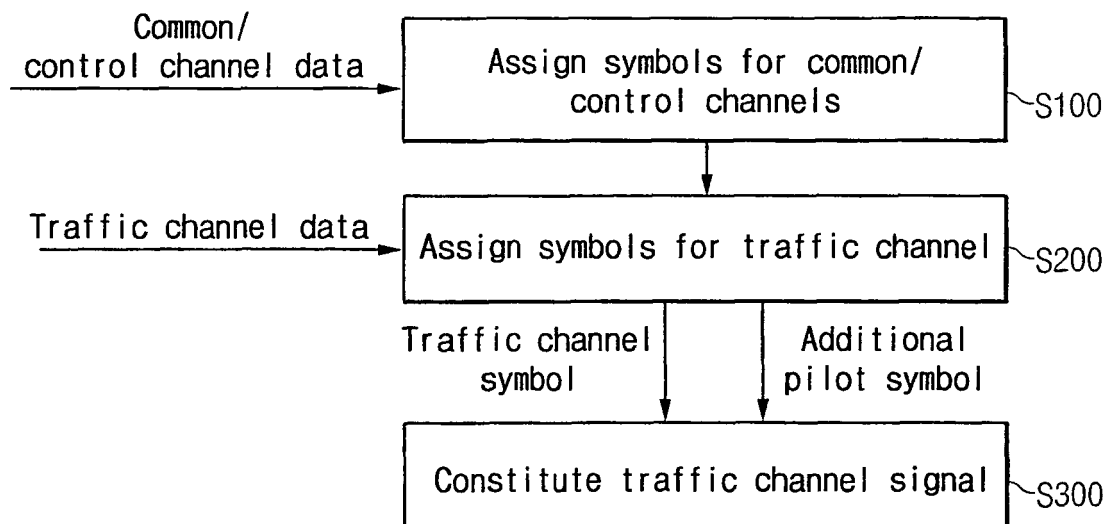 Common/
control channel data
Assign symbols for common/
control channels
S100
Traffic channel data
Assign symbols for traffic channel
S200
Traffic channel
symbol
Additional
pilot symbol
Constitute traffic channel signal
S300